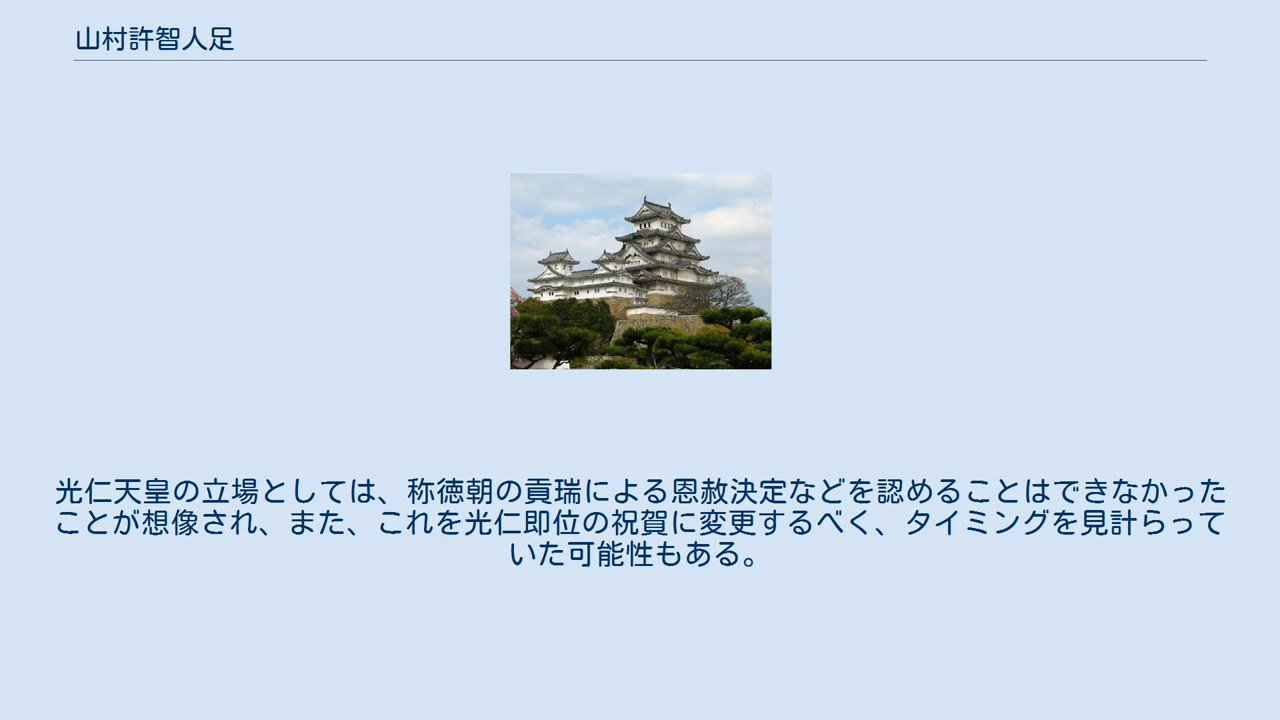 山村許智人足
光仁天皇の立場としては、称徳朝の貢瑞による恩赦決定などを認めることはできなかった
ことが想像され、また、これを光仁即位の祝賀に変更するべく、タイミングを見計らって
いた可能性もある。